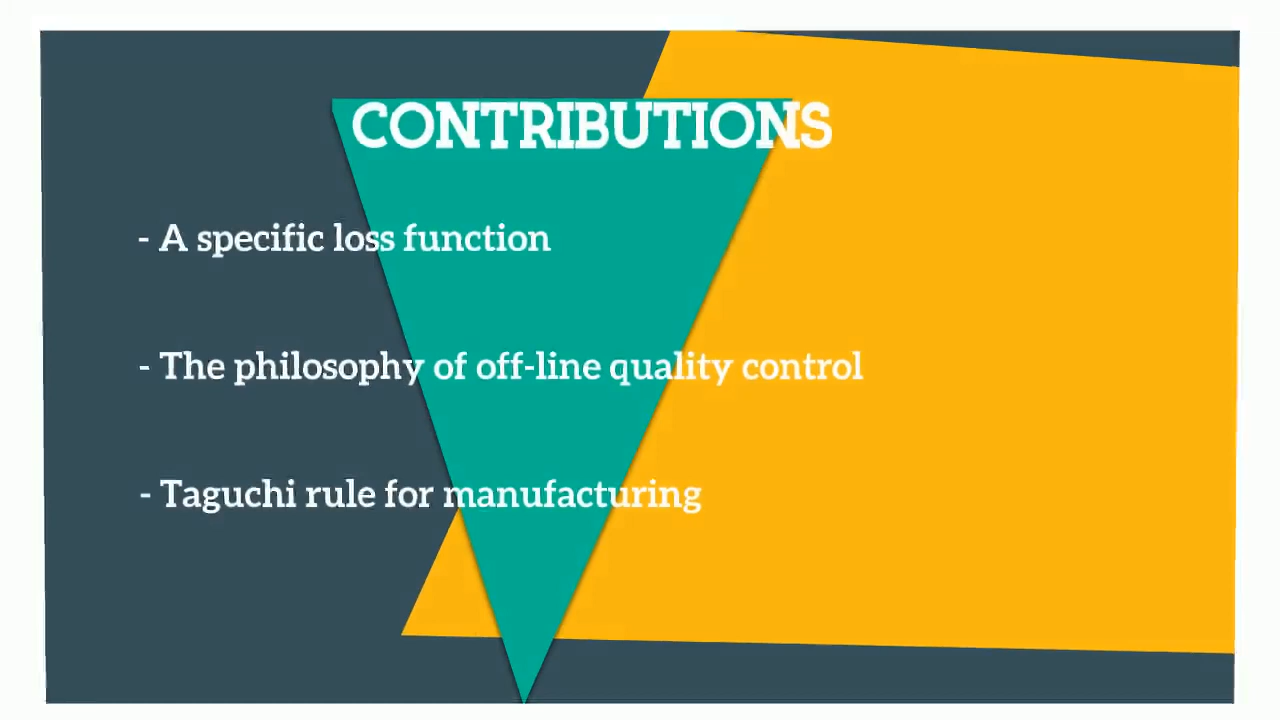 CONTRIBUTIONS
- A specific loss function
- The philosophy of off-line quality control
- Taguchi rule for manufacturing